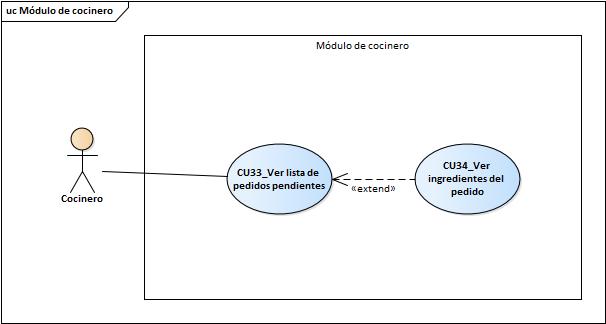 uc Módulo de cocinero
Módulo de cocinero
Cocinero
CU33_Ver lista de
pedidos pendientes
«extend»
CU34_Ver
ingredientes del
pedido